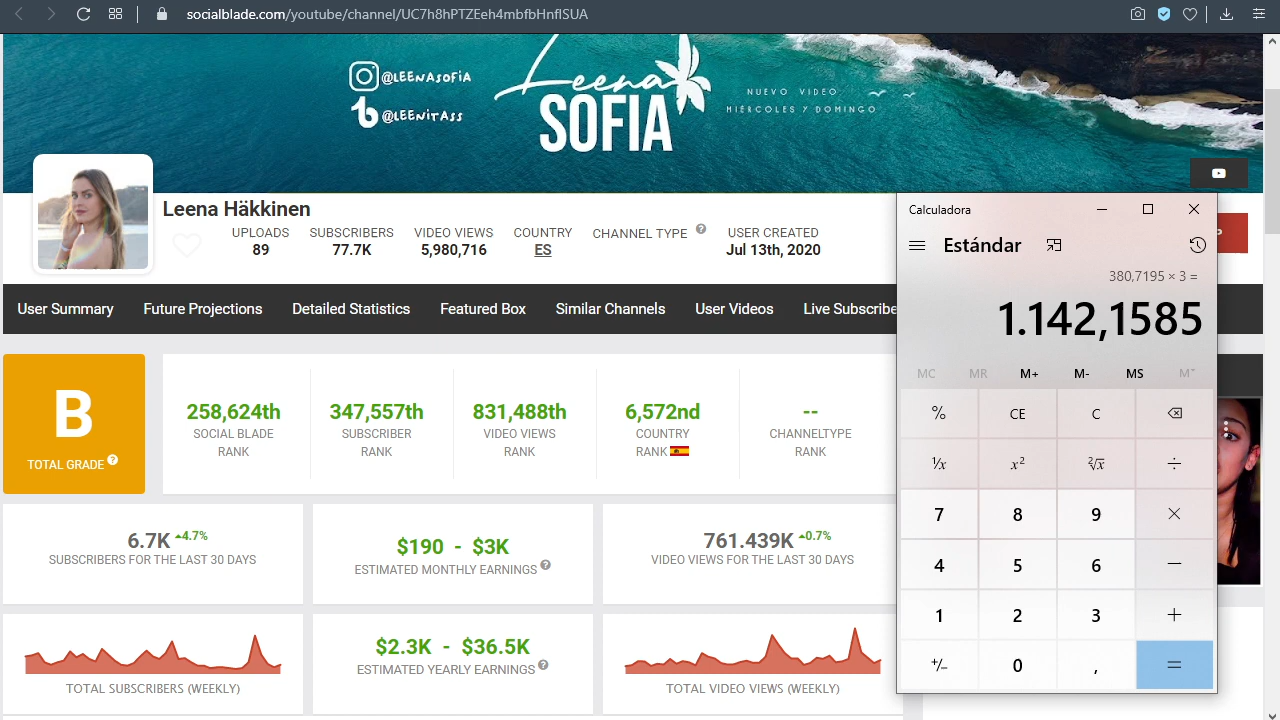 socialblade.com/youtube/channel/UC7h8hPTZEeh4mbfbHnfISUA
@LEENASOFIA
@LEENITASS
Leena
SOFIA
NUEVO VIDEO
MIÉRCOLES Y DOMINGO
Leena Häkkinen
UPLOADS
89
SUBSCRIBERS
77.7K
VIDEO VIEWS
5,980,716
COUNTRY
ES
CHANNEL TYPE ?
USER CREATED
Jul 13th, 2020
User Summary
Future Projections
Detailed Statistics
Featured Box
Similar Channels
User Videos
Live Subscribe
B
TOTAL GRADE ?
258,624th
SOCIAL BLADE
RANK
347,557th
SUBSCRIBER
RANK
831,488th
VIDEO VIEWS
RANK
6,572nd
COUNTRY
RANK
--
CHANNELTYPE
RANK
6.7K 4.7%
SUBSCRIBERS FOR THE LAST 30 DAYS
$190 - $3K
ESTIMATED MONTHLY EARNINGS ?
761.439K 0.7%
VIDEO VIEWS FOR THE LAST 30 DAYS
TOTAL SUBSCRIBERS (WEEKLY)
$2.3K - $36.5K
ESTIMATED YEARLY EARNINGS ?
TOTAL VIDEO VIEWS (WEEKLY)
Calculadora
Estándar
380,7195 × 3 =
1.142,1585
MC MR M+ M- MS M˅
% CE C
¹/x x² ²√x ÷
7 8 9 ×
4 5 6 −
1 2 3 +
+/− 0 , =